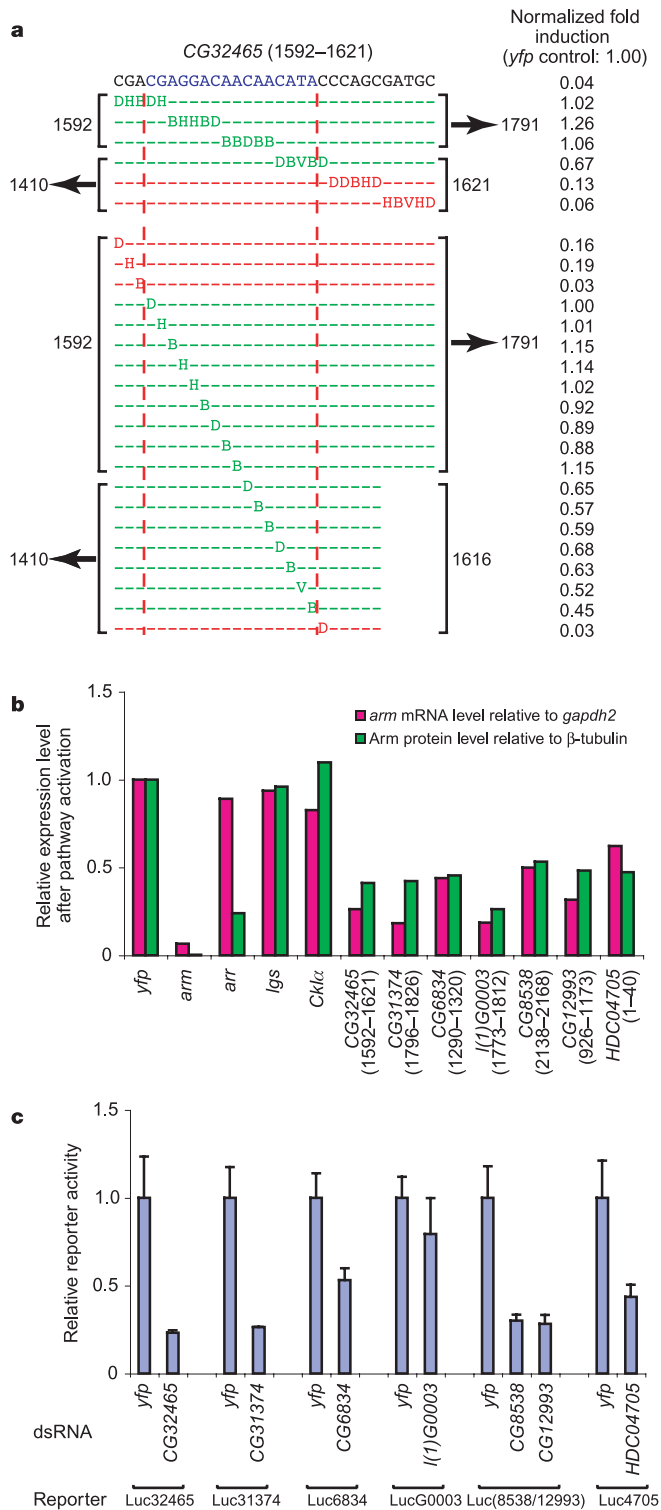 a
CG32465 (1592–1621)
Normalized fold
induction
(yfp control: 1.00)
CGACGAGGACAACAACATACCCAGCGATGC 0.04
DHBDH------------------------- 1.02
1592 -----BHHBD-------------------- 1791 1.26
----------BBDBB--------------- 1.06
---------------DBVBD---------- 0.67
1410 --------------------DDBHD----- 1621 0.13
-------------------------HBVHD 0.06
D----------------------------- 0.16
-H---------------------------- 0.19
--B--------------------------- 0.03
---D-------------------------- 1.00
----H------------------------- 1.01
1592 -----B------------------------ 1791 1.15
------H----------------------- 1.14
-------H---------------------- 1.02
--------B--------------------- 0.92
---------D-------------------- 0.89
----------B------------------- 0.88
-----------B------------------ 1.15
------------D------------ 0.65
-------------B----------- 0.57
--------------B---------- 0.59
---------------D--------- 0.68
1410 ----------------B-------- 1616 0.63
-----------------V------- 0.52
------------------B------ 0.45
-------------------D----- 0.03
b
Relative expression level
after pathway activation
1.5
1.0
0.5
0
arm mRNA level relative to gapdh2
Arm protein level relative to β-tubulin
yfp
arm
arr
lgs
CkIα
CG32465
(1592–1621)
CG31374
(1796–1826)
CG6834
(1290–1320)
l(1)G0003
(1773–1812)
CG8538
(2138–2168)
CG12993
(926–1173)
HDC04705
(1–40)
c
Relative reporter activity
1.5
1.0
0.5
0
dsRNA
yfp
CG32465
yfp
CG31374
yfp
CG6834
yfp
l(1)G0003
yfp
CG8538
CG12993
yfp
HDC04705
Reporter Luc32465 Luc31374 Luc6834 LucG0003 Luc(8538/12993) Luc4705